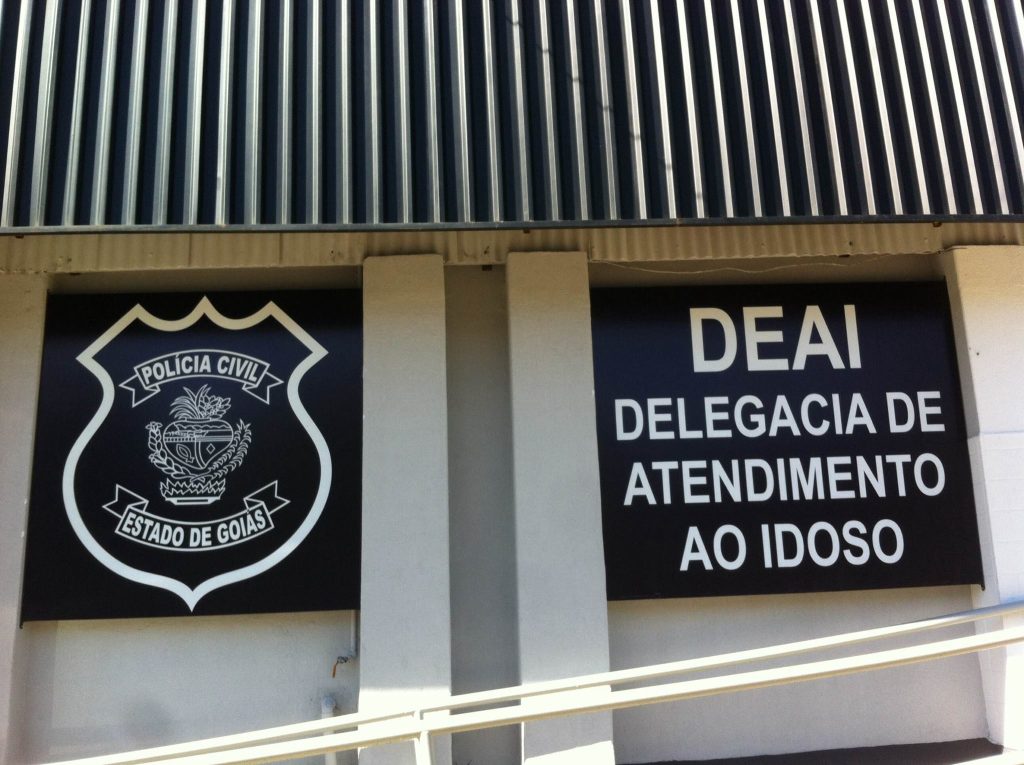 POLÍCIA CIVIL
ESTADO DE GOIÁS
DEAI
DELEGACIA DE
ATENDIMENTO
AO IDOSO